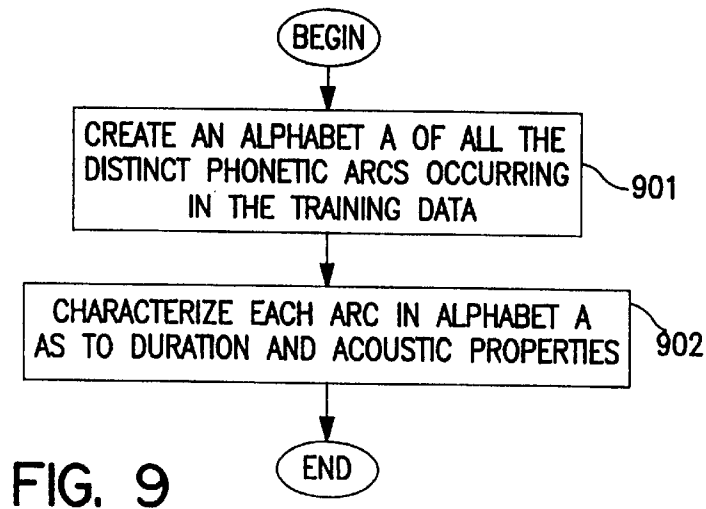 BEGIN
CREATE AN ALPHABET A OF ALL THE
DISTINCT PHONETIC ARCS OCCURRING
IN THE TRAINING DATA
901
CHARACTERIZE EACH ARC IN ALPHABET A
AS TO DURATION AND ACOUSTIC PROPERTIES
902
END
FIG. 9